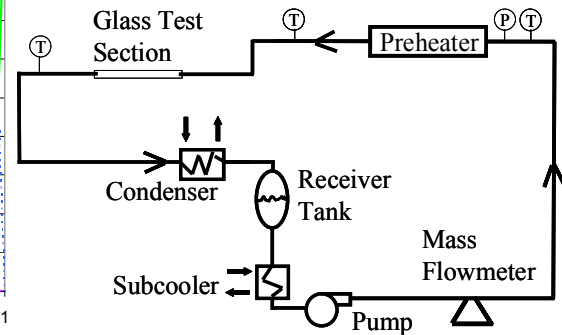 Glass Test
Section
T
T
P
T
Preheater
Condenser
Receiver
Tank
Subcooler
Mass
Flowmeter
Pump
1